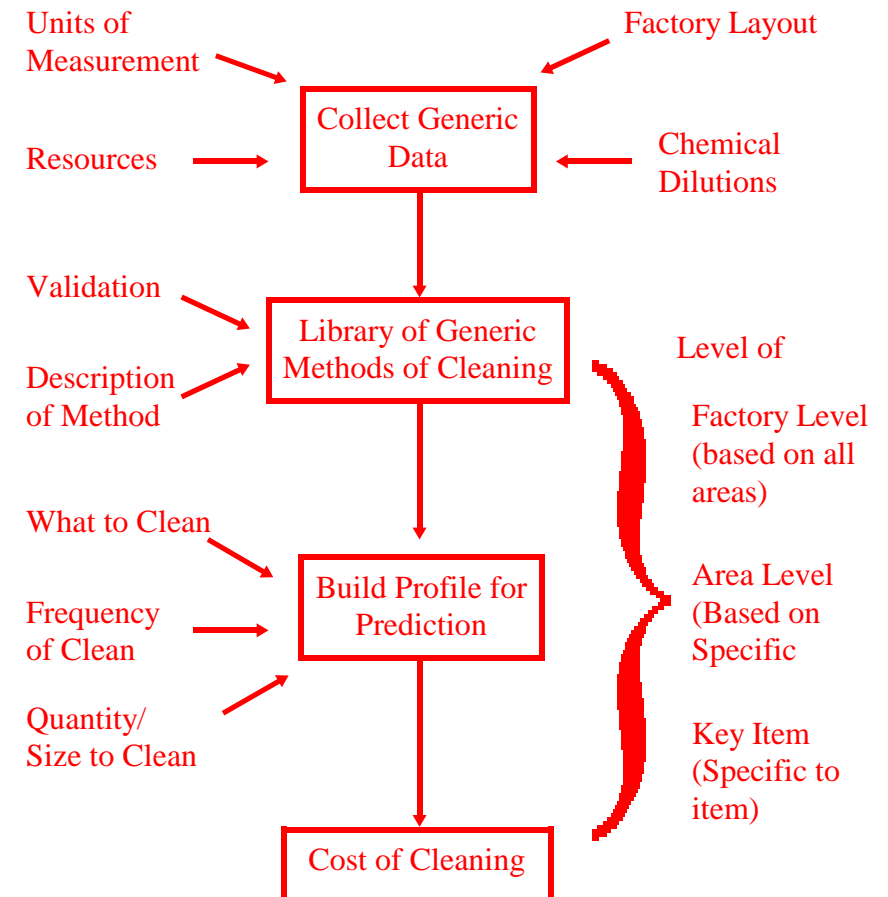 Units of
Measurement
Factory Layout
Collect Generic
Data
Resources
Chemical
Dilutions
Validation
Library of Generic
Methods of Cleaning
Description
of Method
Level of
Factory Level
(based on all
areas)
What to Clean
Build Profile for
Prediction
Frequency
of Clean
Area Level
(Based on
Specific
Quantity/
Size to Clean
Key Item
(Specific to
item)
Cost of Cleaning